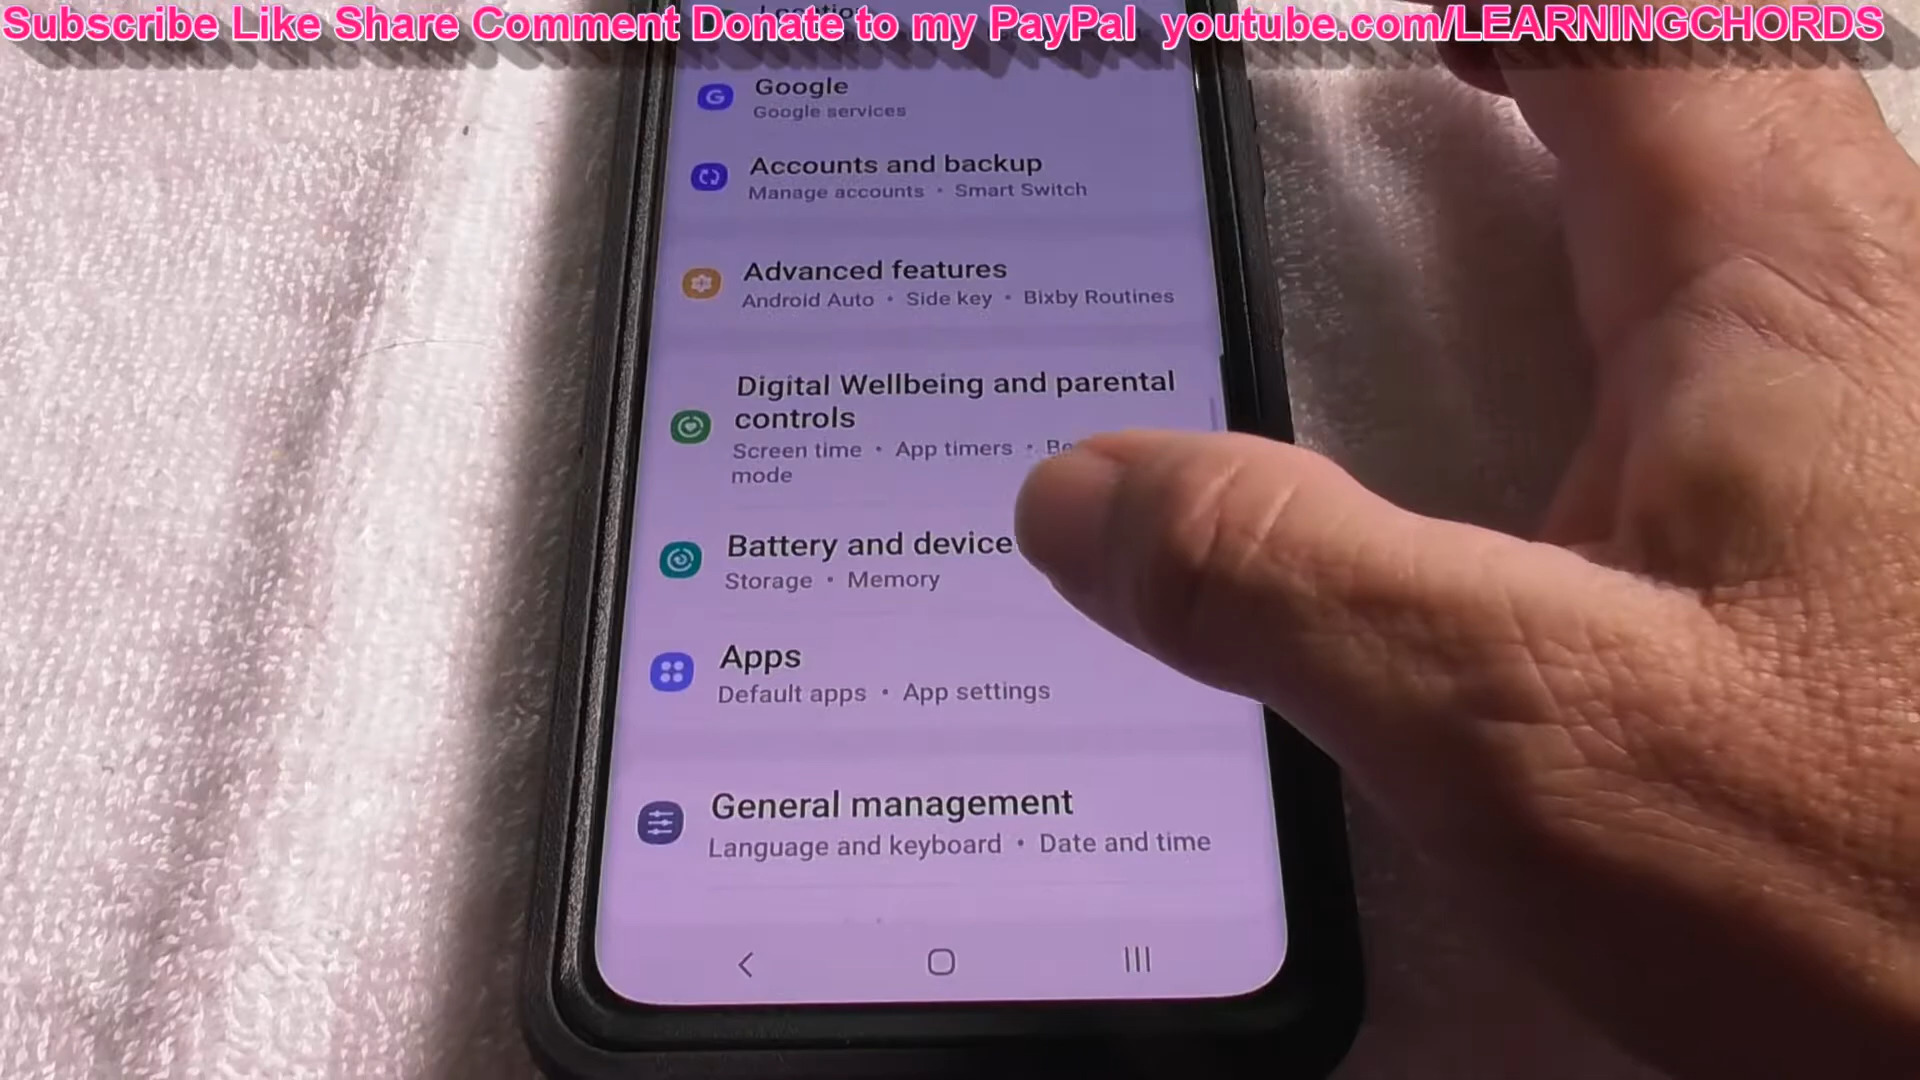 Subscribe Like Share Comment Donate to my PayPal youtube.com/LEARNINGCHORDS
Google
Google services
Accounts and backup
Manage accounts • Smart Switch
Advanced features
Android Auto • Side key • Bixby Routines
Digital Wellbeing and parental
controls
Screen time • App timers •
mode
Battery and device
Storage • Memory
Apps
Default apps • App settings
General management
Language and keyboard • Date and time